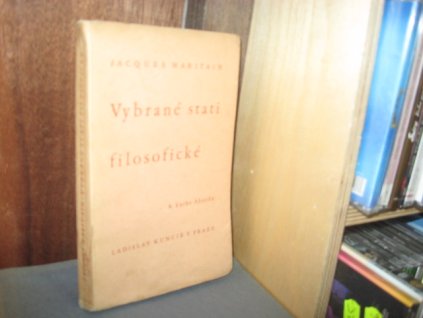 JACQUES MARITAIN
Vybrané stati
filosofické
LADISLAV KUNCÍŘ V PRAZE